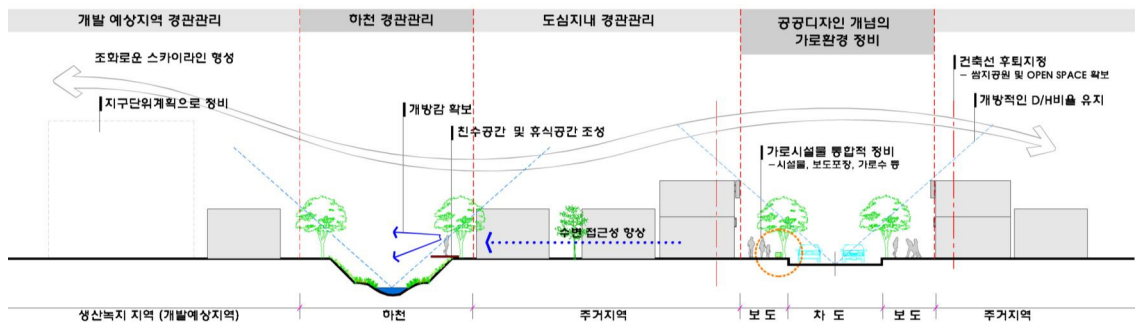 개발 예상지역 경관관리
하천 경관관리
도심지내 경관관리
공공디자인 개념의
가로환경 정비
조화로운 스카이라인 형성
지구단위계획으로 정비
개방감 확보
친수공간 및 휴식공간 조성
건축선 후퇴지정
– 쌈지공원 및 OPEN SPACE 확보
개방적인 D/H비율 유지
가로시설물 통합적 정비
–시설물, 보도포장, 가로수 등
수변 접근성 향상
생산녹지 지역 (개발예상지역)
하천
주거지역
보 도
차 도
보 도
주거지역